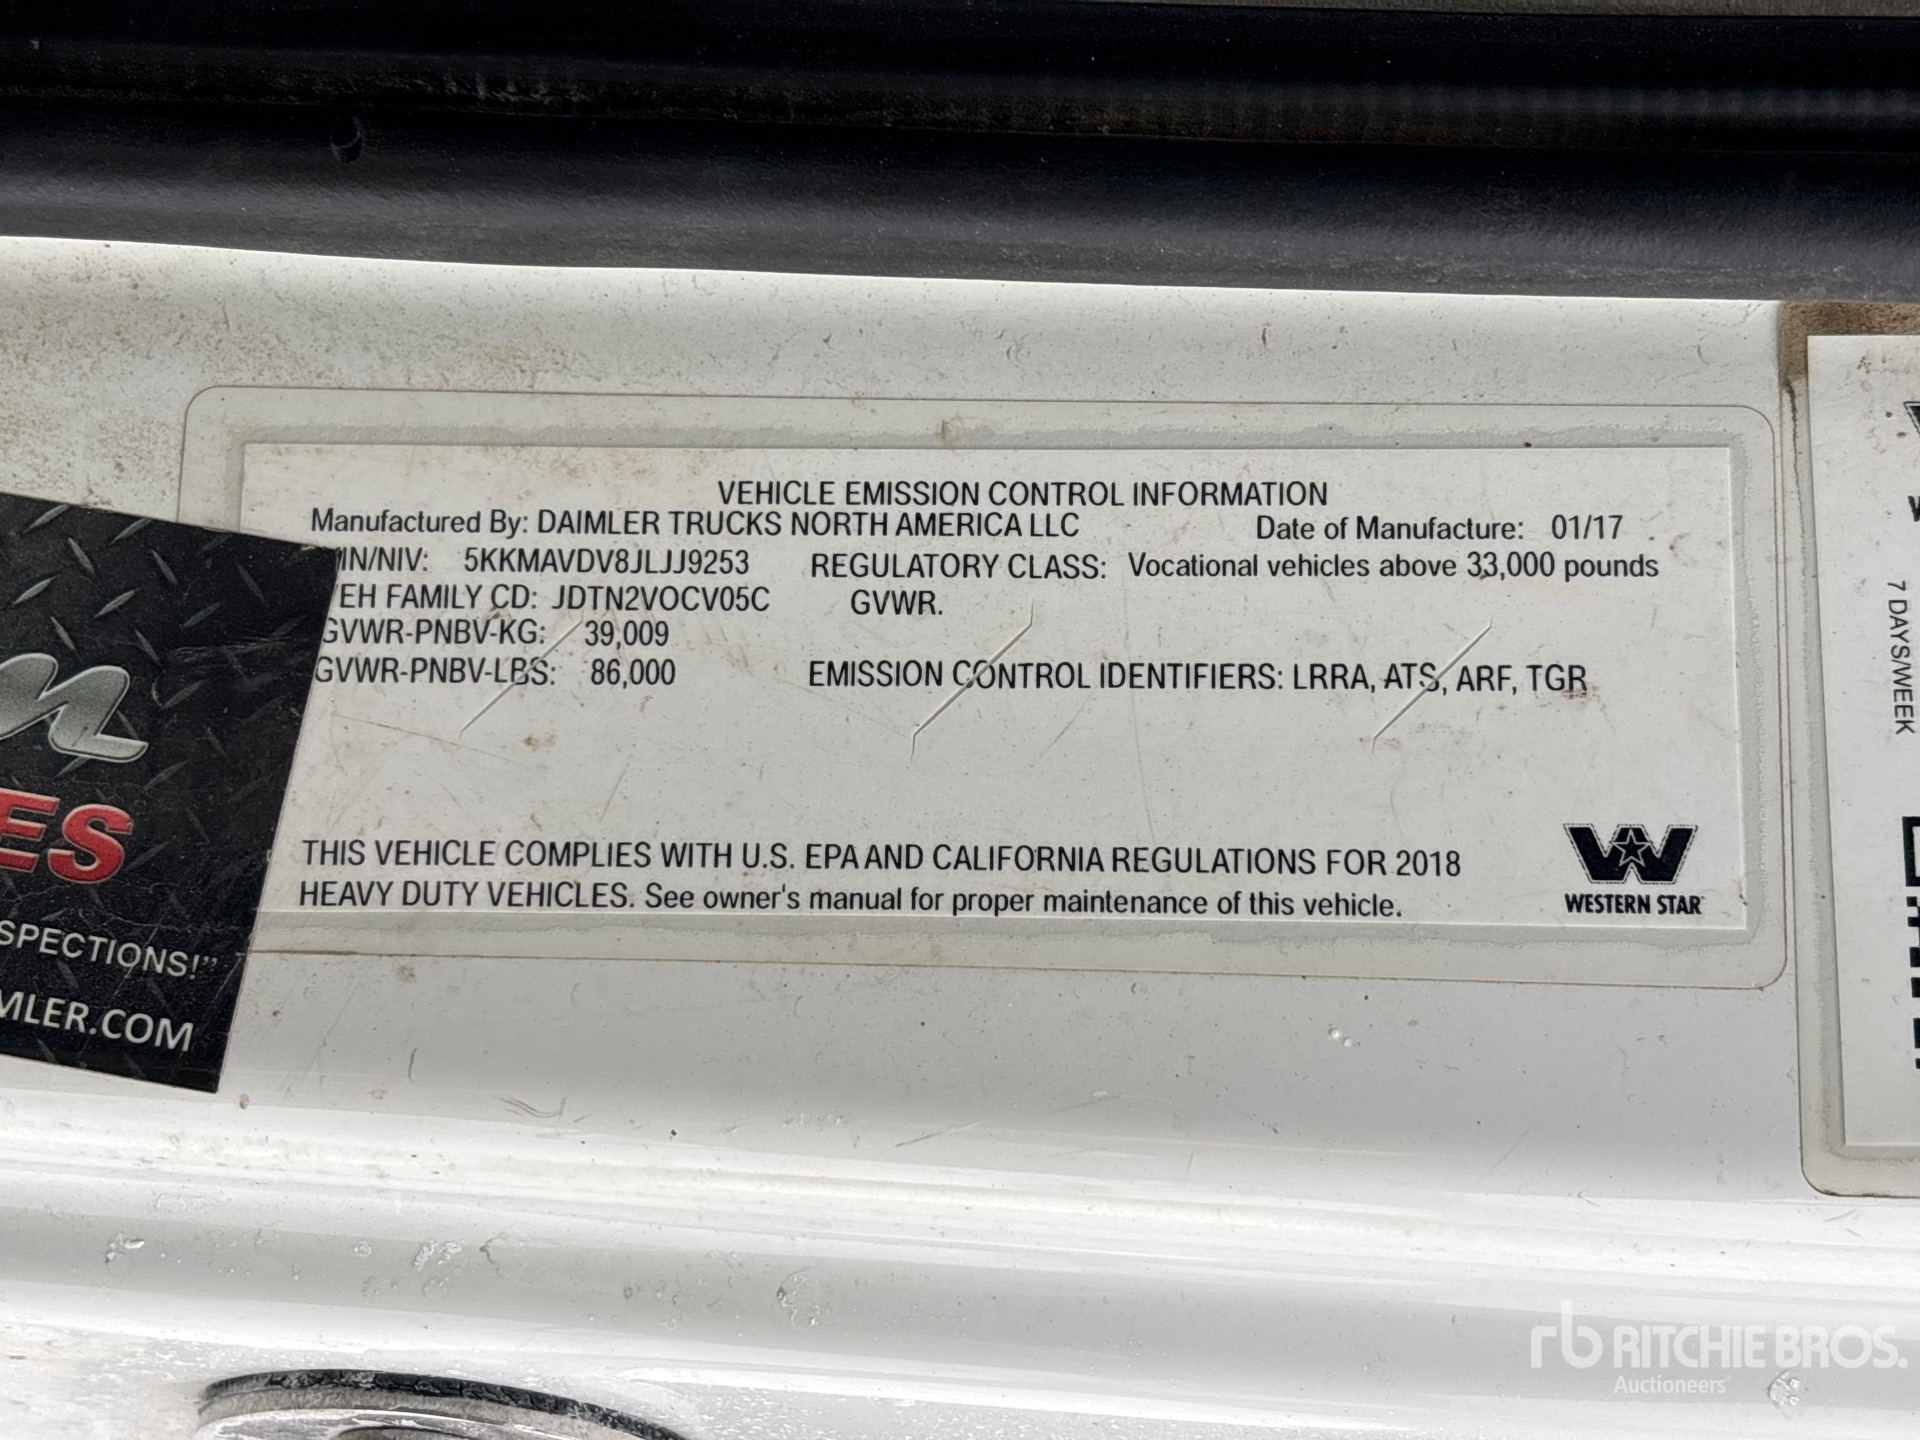 VEHICLE EMISSION CONTROL INFORMATION
Manufactured By: DAIMLER TRUCKS NORTH AMERICA LLC Date of Manufacture: 01/17
IN/NIV: 5KKMAVDV8JLJJ9253 REGULATORY CLASS: Vocational vehicles above 33,000 pounds
EH FAMILY CD: JDTN2VOCV05C GVWR.
GVWR-PNBV-KG: 39,009
GVWR-PNBV-LBS: 86,000 EMISSION CONTROL IDENTIFIERS: LRRA, ATS, ARF, TGR
THIS VEHICLE COMPLIES WITH U.S. EPA AND CALIFORNIA REGULATIONS FOR 2018
HEAVY DUTY VEHICLES. See owner's manual for proper maintenance of this vehicle.
WESTERN STAR
ES
SPECTIONS!"
MLER.COM
7 DAYS/WEEK
rb RITCHIE BROS.
Auctioneers